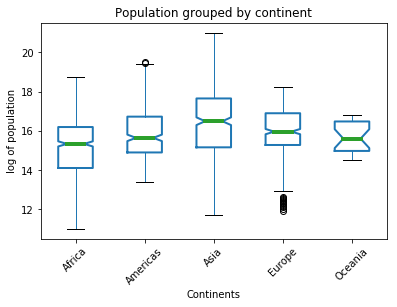 Population grouped by continent
log of population
20
18
16
14
12
Africa
Americas
Asia
Europe
Oceania
Continents